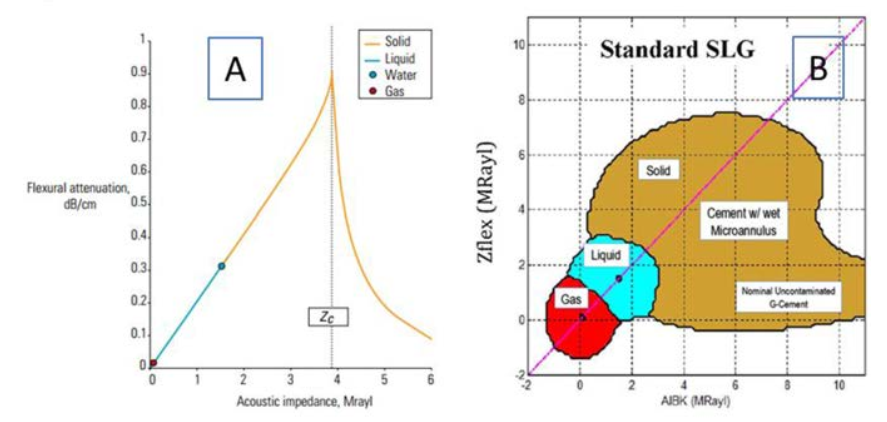 A
Solid
Liquid
Water
Gas
Flexural attenuation,
dB/cm
1
0.9
0.8
0.7
0.6
0.5
0.4
0.3
0.2
0.1
0
Zc
0 1 2 3 4 5 6
Acoustic impedance, Mrayl
Standard SLG
B
Zflex (MRayl)
10
8
6
4
2
0
-2
Solid
Cement w/ wet
Microannulus
Liquid
Gas
Nominal Uncontaminated
G-Cement
-2 0 2 4 6 8 10
AIBK (MRayl)